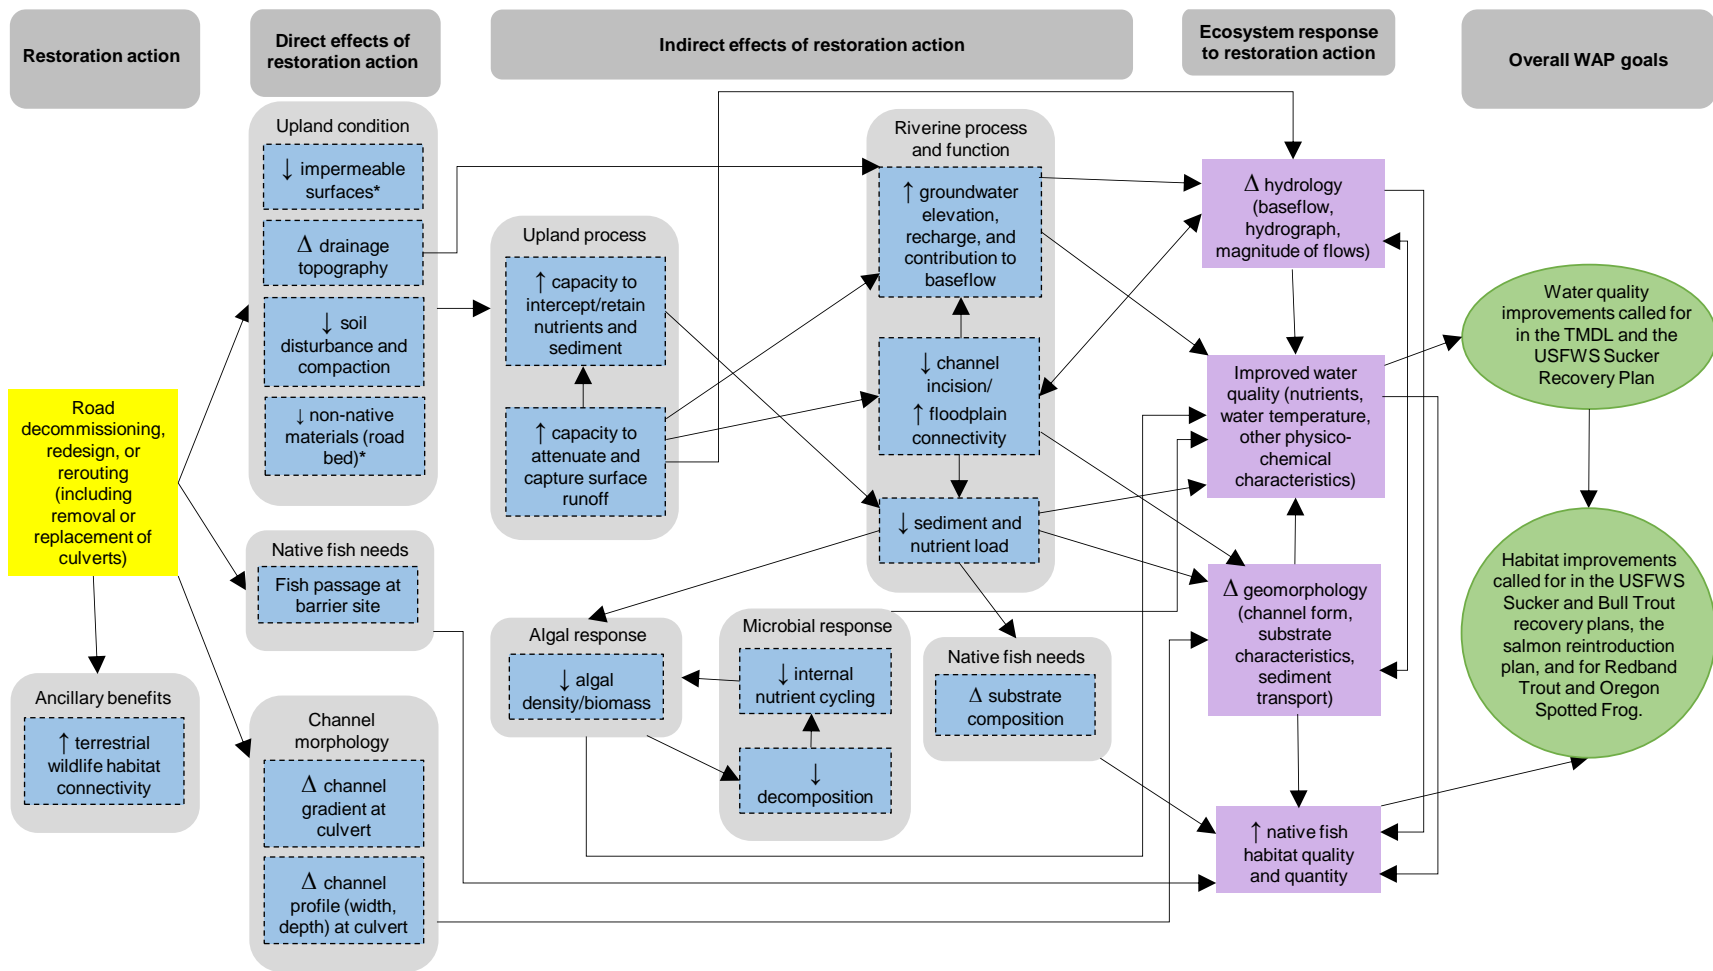 Restoration action
Direct effects of
restoration action
Indirect effects of restoration action
Ecosystem response
to restoration action
Overall WAP goals
Road
decommissioning,
redesign, or
rerouting
(including
removal or
replacement of
culverts)
Ancillary benefits
↑ terrestrial
wildlife habitat
connectivity
Upland condition
↓ impermeable
surfaces*
Δ drainage
topography
↓ soil
disturbance and
compaction
↓ non-native
materials (road
bed)*
Native fish needs
Fish passage at
barrier site
Channel
morphology
Δ channel
gradient at
culvert
Δ channel
profile (width,
depth) at culvert
Upland process
↑ capacity to
intercept/retain
nutrients and
sediment
↑ capacity to
attenuate and
capture surface
runoff
Algal response
↓ algal
density/biomass
Microbial response
↓ internal
nutrient cycling
↓
decomposition
Riverine process
and function
↑ groundwater
elevation,
recharge, and
contribution to
baseflow
↓ channel
incision/
↑ floodplain
connectivity
↓ sediment and
nutrient load
Native fish needs
Δ substrate
composition
Δ hydrology
(baseflow,
hydrograph,
magnitude of flows)
Improved water
quality (nutrients,
water temperature,
other physico-
chemical
characteristics)
Δ geomorphology
(channel form,
substrate
characteristics,
sediment
transport)
↑ native fish
habitat quality
and quantity
Water quality
improvements called for
in the TMDL and the
USFWS Sucker
Recovery Plan
Habitat improvements
called for in the USFWS
Sucker and Bull Trout
recovery plans, the
salmon reintroduction
plan, and for Redband
Trout and Oregon
Spotted Frog.